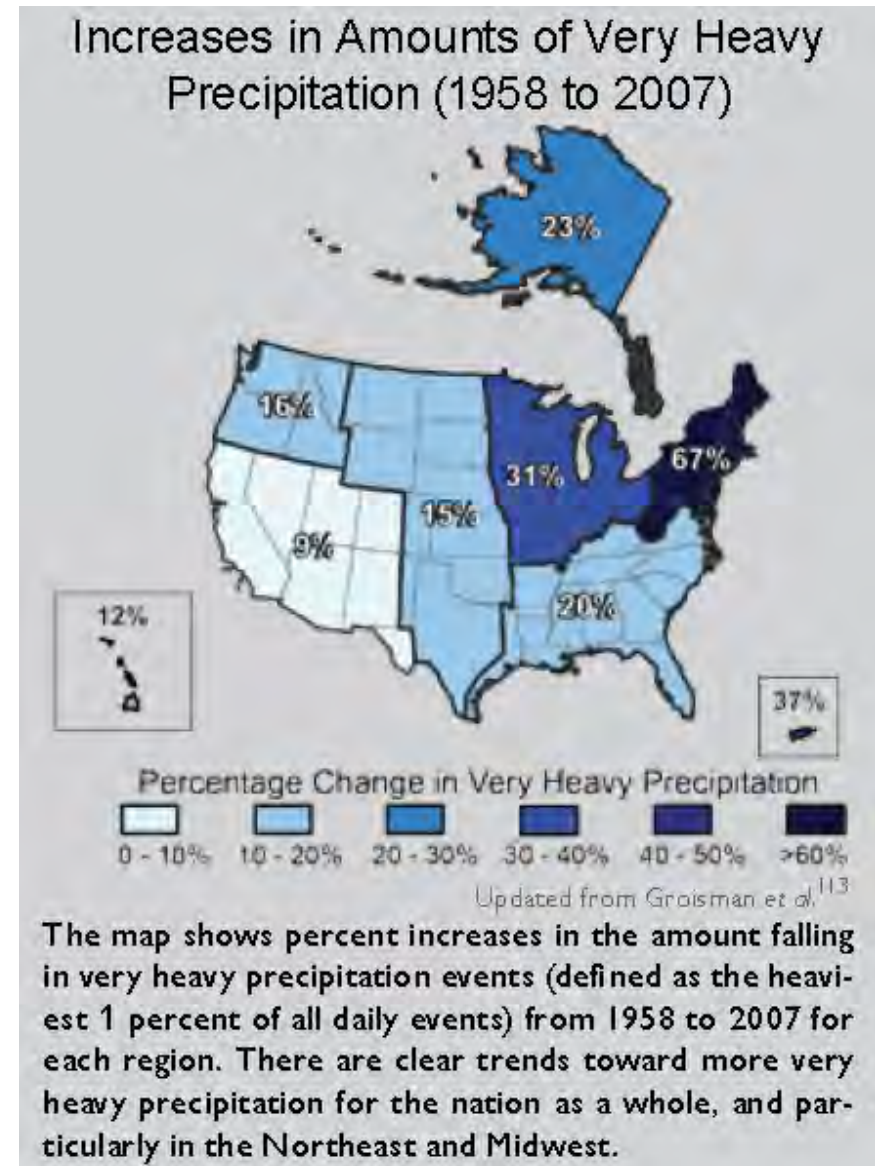 Increases in Amounts of Very Heavy
Precipitation (1958 to 2007)
23%
16%
67%
31%
15%
9%
20%
12%
37%
Percentage Change in Very Heavy Precipitation
0 - 10% 10 - 20% 20 - 30% 30 - 40% 40 - 50% >60%
Updated from Groisman et al.113
The map shows percent increases in the amount falling
in very heavy precipitation events (defined as the heavi-
est 1 percent of all daily events) from 1958 to 2007 for
each region. There are clear trends toward more very
heavy precipitation for the nation as a whole, and par-
ticularly in the Northeast and Midwest.